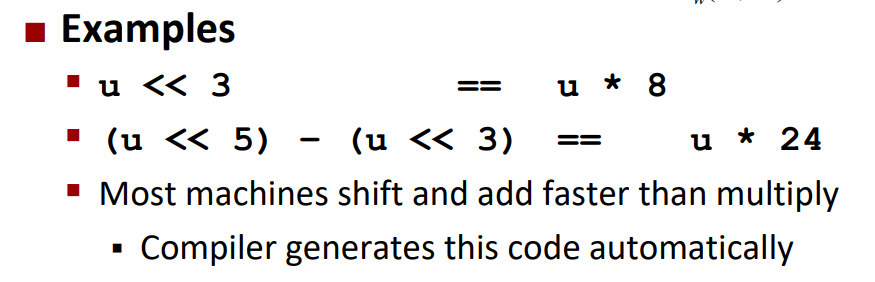 Examples
u << 3 == u * 8
(u << 5) - (u << 3) == u * 24
Most machines shift and add faster than multiply
Compiler generates this code automatically